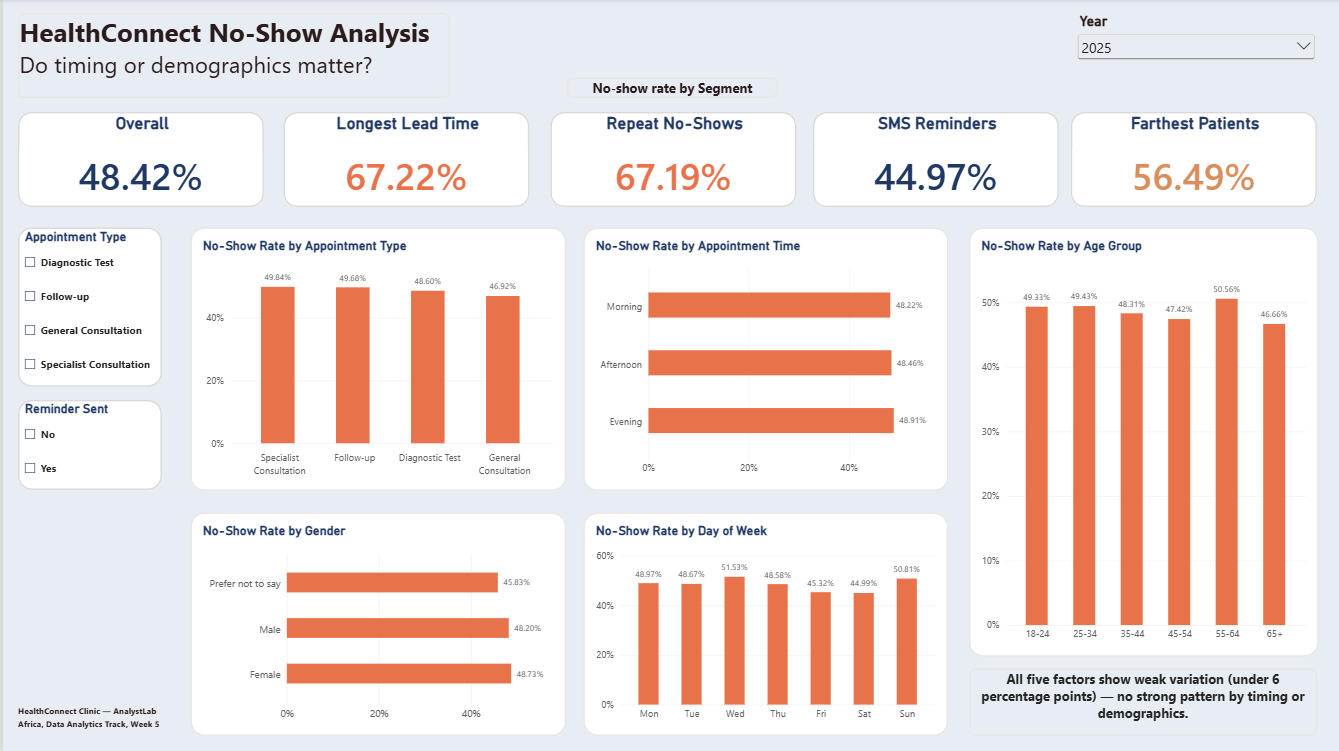 HealthConnect No-Show Analysis
Do timing or demographics matter?
Year
2025
No-show rate by Segment
Overall
48.42%
Longest Lead Time
67.22%
Repeat No-Shows
67.19%
SMS Reminders
44.97%
Farthest Patients
56.49%
Appointment Type
Diagnostic Test
Follow-up
General Consultation
Specialist Consultation
Reminder Sent
No
Yes
No-Show Rate by Appointment Type
49.84%
49.68%
48.60%
46.92%
40%
20%
0%
Specialist
Consultation
Follow-up
Diagnostic Test
General
Consultation
No-Show Rate by Appointment Time
Morning
48.22%
Afternoon
48.46%
Evening
48.91%
0%
20%
40%
No-Show Rate by Age Group
49.33%
49.43%
48.31%
47.42%
50.56%
46.66%
50%
40%
30%
20%
10%
0%
18-24
25-34
35-44
45-54
55-64
65+
No-Show Rate by Gender
Prefer not to say
45.83%
Male
48.20%
Female
48.73%
0%
20%
40%
No-Show Rate by Day of Week
60%
48.97%
48.67%
51.53%
48.58%
45.32%
44.99%
50.81%
40%
20%
0%
Mon
Tue
Wed
Thu
Fri
Sat
Sun
All five factors show weak variation (under 6
percentage points) — no strong pattern by timing or
demographics.
HealthConnect Clinic — AnalystLab
Africa, Data Analytics Track, Week 5